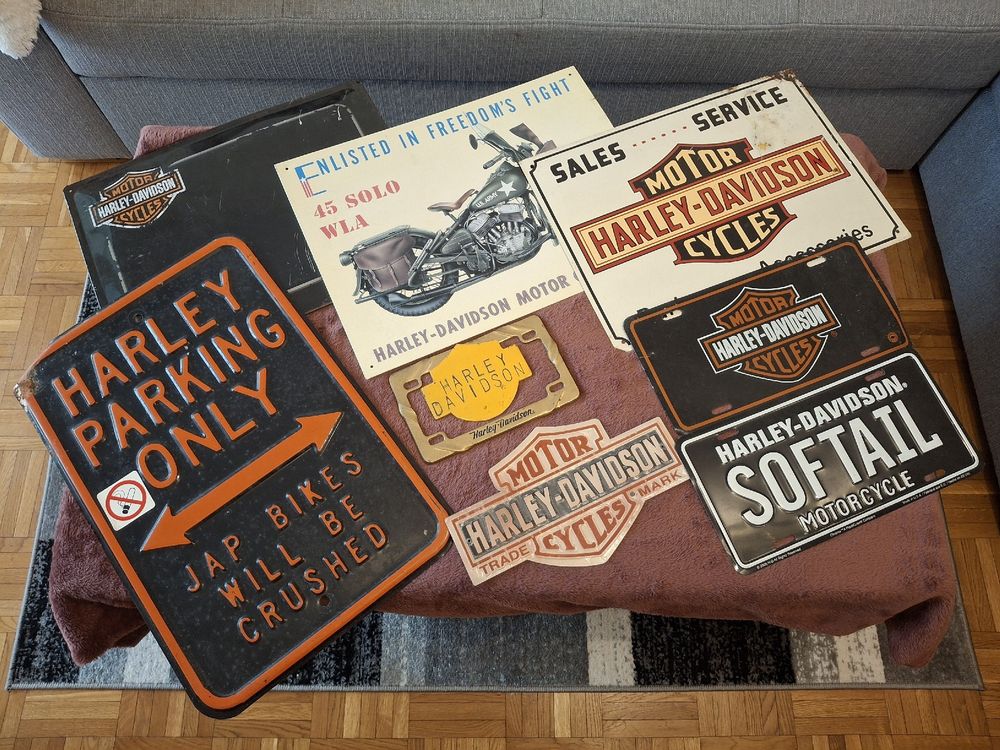 MOTOR
HARLEY-DAVIDSON
CYCLES
ENLISTED IN FREEDOM'S FIGHT
45 SOLO
WLA
U.S. ARMY
HARLEY-DAVIDSON MOTOR
SALES ...... SERVICE
MOTOR
HARLEY-DAVIDSON
CYCLES
Accessories
HARLEY
PARKING
ONLY
JAP BIKES
WILL BE
CRUSHED
HARLEY
DAVIDSON
Harley-Davidson
MOTOR
HARLEY-DAVIDSON
CYCLES
TRADE MARK
MOTOR
HARLEY-DAVIDSON
CYCLES
HARLEY-DAVIDSON
SOFTAIL
MOTORCYCLE